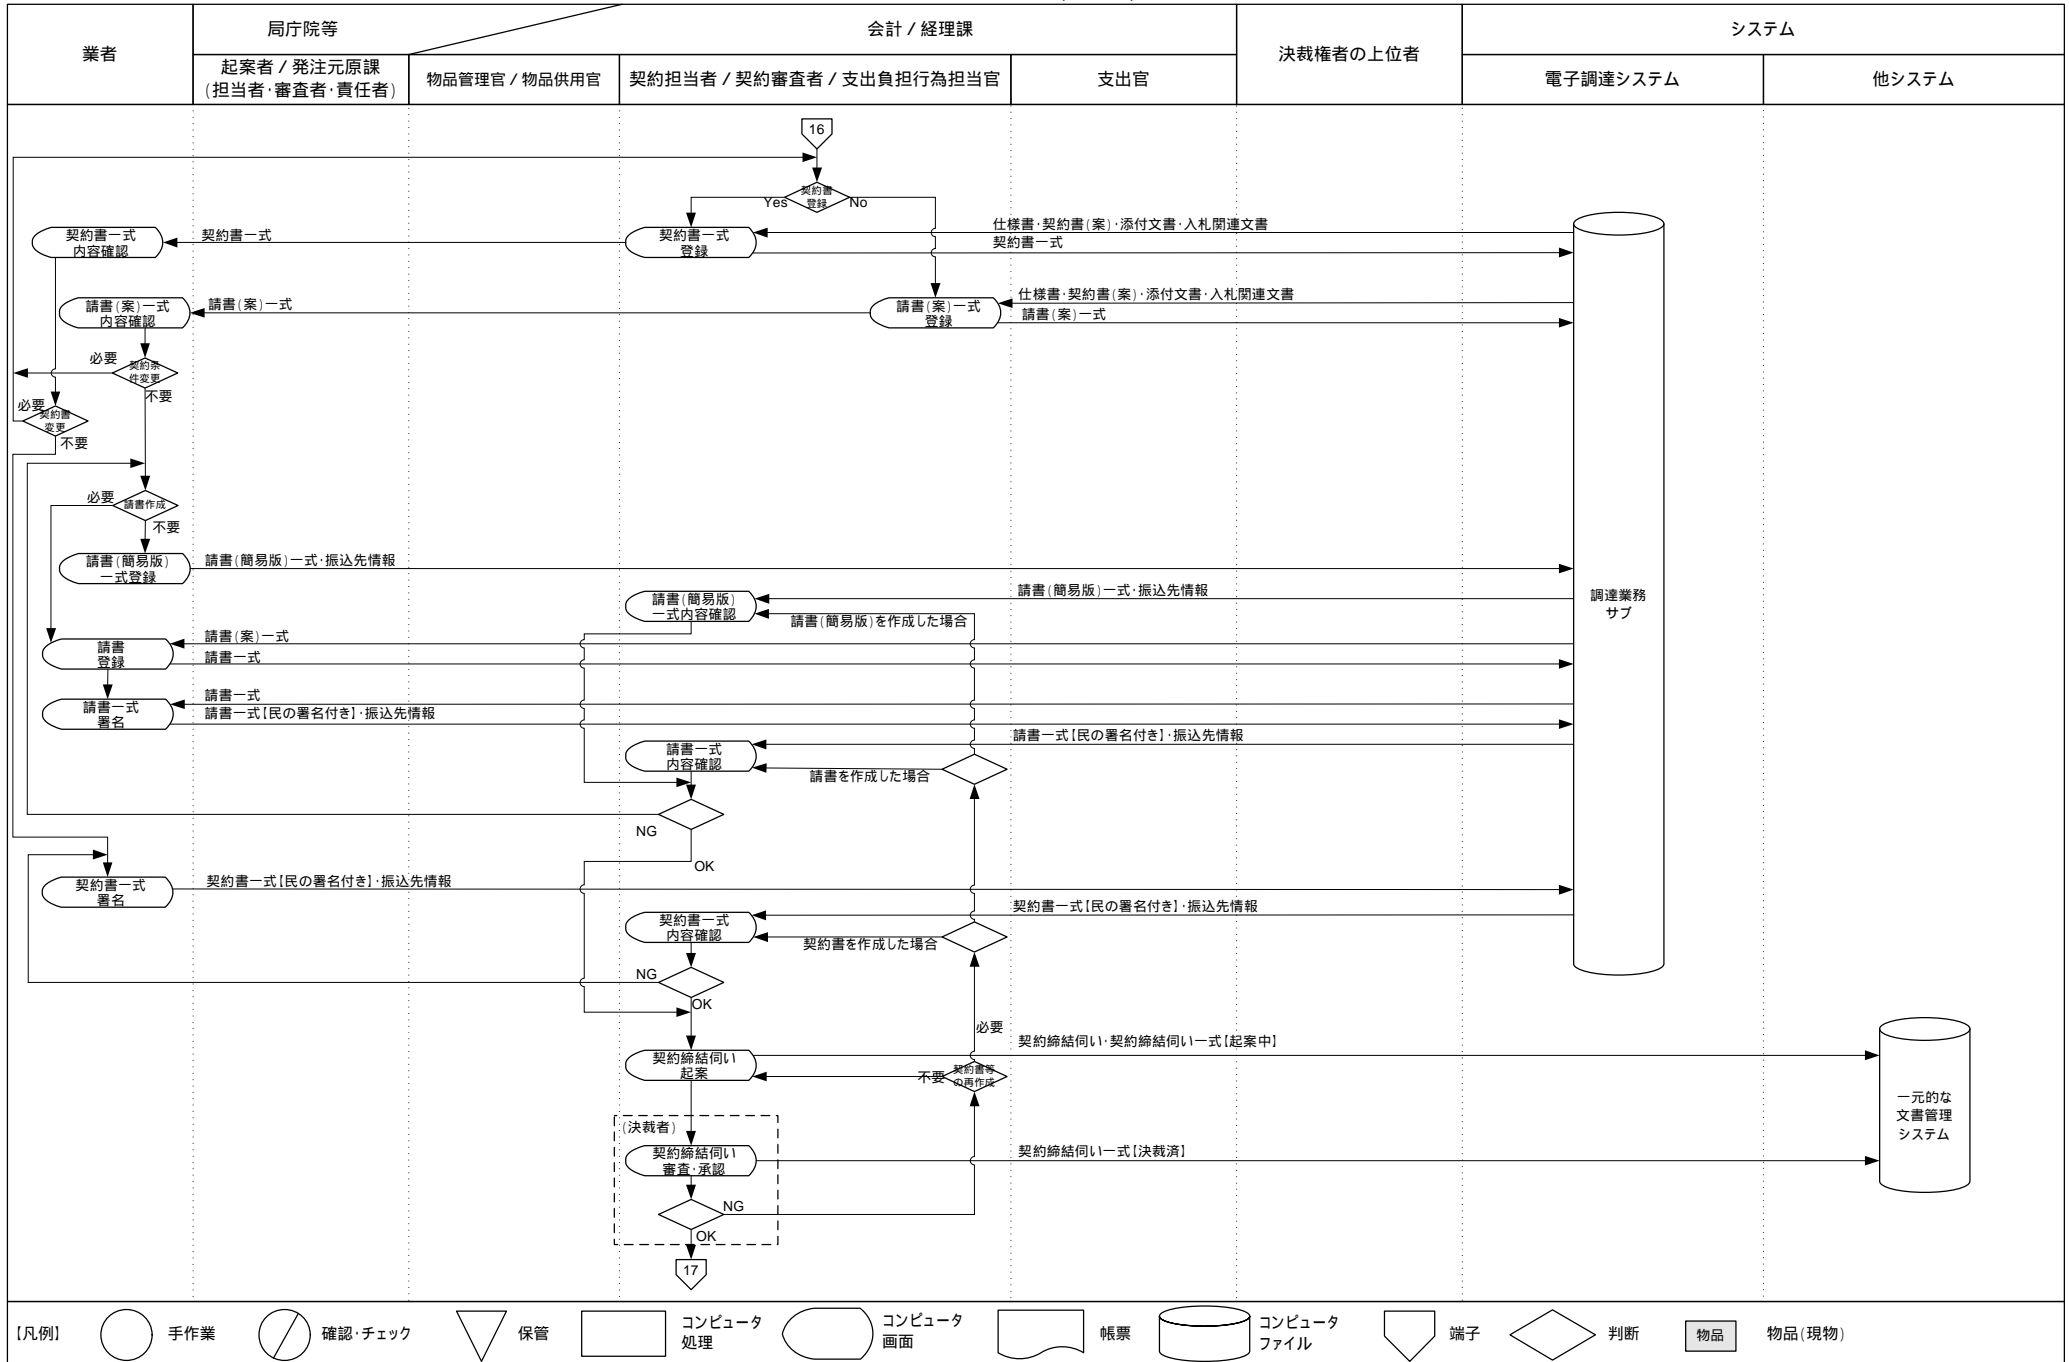 業者
局庁院等
会計 / 経理課
決裁権者の上位者
システム
起案者 / 発注元原課
(担当者・審査者・責任者)
物品管理官 / 物品供用官
契約担当者 / 契約審査者 / 支出負担行為担当官
支出官
電子調達システム
他システム
16
契約書
登録
Yes
No
契約書一式
内容確認
契約書一式
契約書一式
登録
仕様書・契約書(案)・添付文書・入札関連文書
契約書一式
請書(案)一式
内容確認
請書(案)一式
請書(案)一式
登録
仕様書・契約書(案)・添付文書・入札関連文書
請書(案)一式
必要
契約条
件変更
不要
必要
契約書
変更
不要
必要
請書作成
不要
請書(簡易版)
一式登録
請書(簡易版)一式・振込先情報
請書(簡易版)
一式内容確認
請書(簡易版)一式・振込先情報
請書(簡易版)を作成した場合
調達業務
サブ
請書
登録
請書(案)一式
請書一式
請書一式
署名
請書一式
請書一式【民の署名付き】・振込先情報
請書一式
内容確認
請書一式【民の署名付き】・振込先情報
請書を作成した場合
NG
OK
契約書一式
署名
契約書一式【民の署名付き】・振込先情報
契約書一式
内容確認
契約書一式【民の署名付き】・振込先情報
契約書を作成した場合
NG
OK
必要
契約締結伺い
起案
契約締結伺い・契約締結伺い一式【起案中】
不要
契約書等
の再作成
一元的な
文書管理
システム
(決裁者)
契約締結伺い
審査・承認
契約締結伺い一式【決裁済】
NG
OK
17
【凡例】
手作業
確認・チェック
保管
コンピュータ
処理
コンピュータ
画面
帳票
コンピュータ
ファイル
端子
判断
物品
物品(現物)